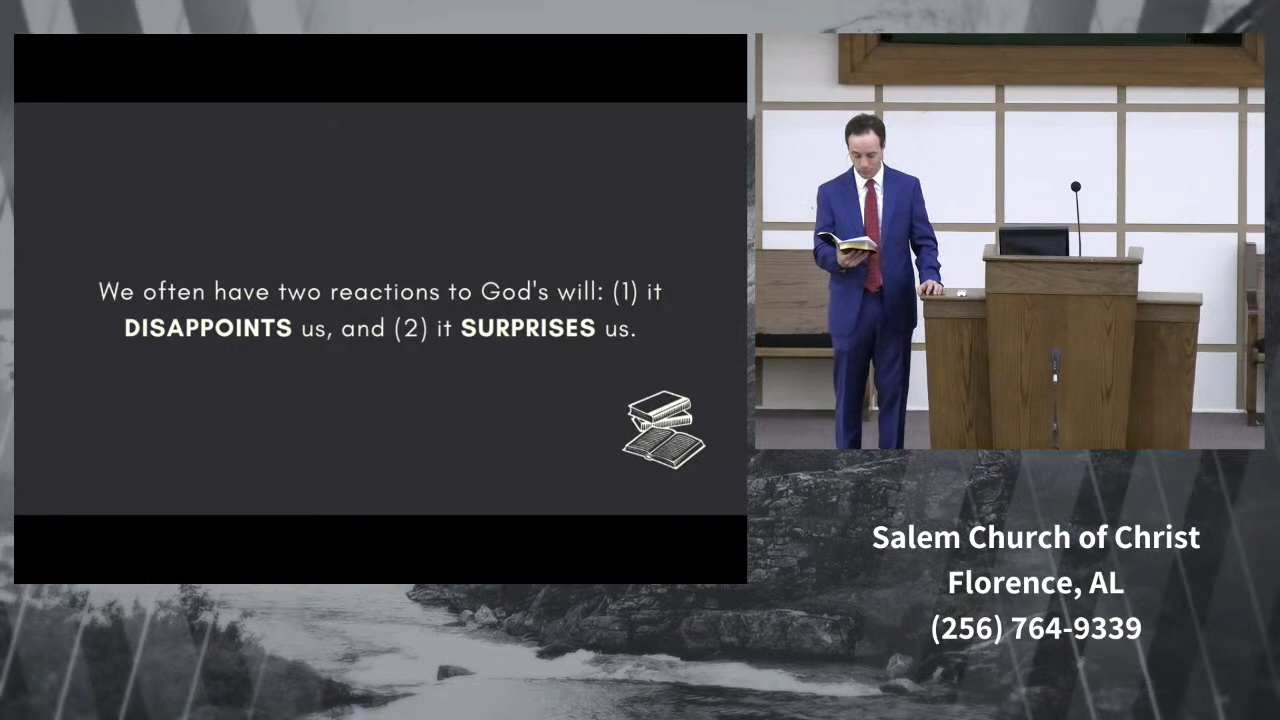 We often have two reactions to God's will: (1) it
DISAPPOINTS us, and (2) it SURPRISES us.
Salem Church of Christ
Florence, AL
(256) 764-9339